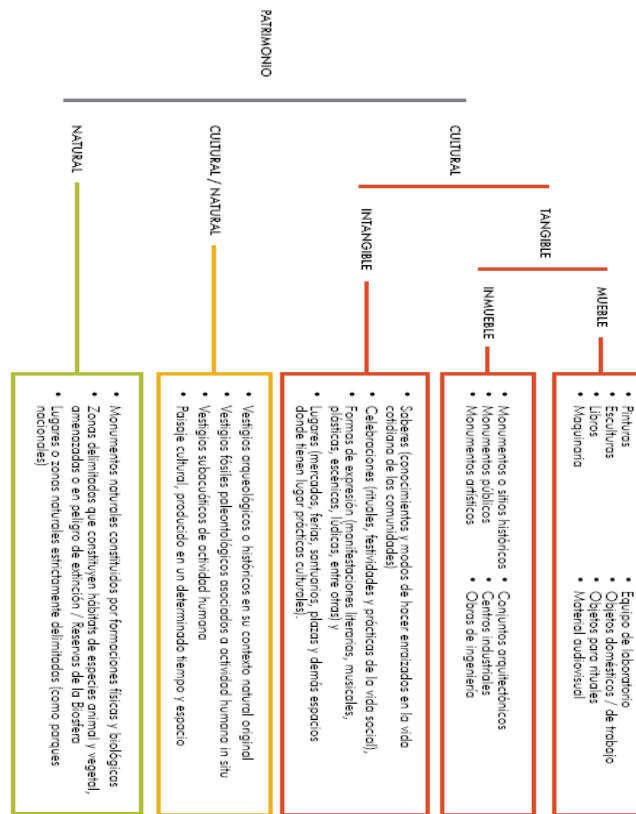 PATRIMONIO
CULTURAL
TANGIBLE
MUEBLE
• Pinturas
• Esculturas
• Libros
• Maquinaria
• Equipo de laboratorio
• Objetos domésticos / de trabajo
• Objetos para rituales
• Material audiovisual
INMUEBLE
• Monumentos o sitios históricos
• Monumentos públicos
• Monumentos artísticos
• Conjuntos arquitectónicos
• Centros industriales
• Obras de ingeniería
INTANGIBLE
• Saberes (conocimientos y modos de hacer enraizados en la vida
cotidiana de las comunidades)
• Celebraciones (rituales, festividades y prácticas de la vida social),
• Formas de expresión (manifestaciones literarias, musicales,
plásticas, escénicas, lúdicas, entre otras) y
• Lugares (mercados, ferias, santuarios, plazas y demás espacios
donde tienen lugar prácticas culturales).
CULTURAL / NATURAL
• Vestigios arqueológicos o históricos en su contexto natural original
• Vestigios fósiles paleontológicos asociados a actividad humana in situ
• Vestigios subacuáticos de actividad humana
• Paisaje cultural, producido en un determinado tiempo y espacio
NATURAL
• Monumentos naturales constituidos por formaciones físicas y biológicas
• Zonas delimitadas que constituyen hábitats de especies animal y vegetal,
amenazadas o en peligro de extinción / Reservas de la Biosfera
• Lugares o zonas naturales estrictamente delimitadas (como parques
nacionales)